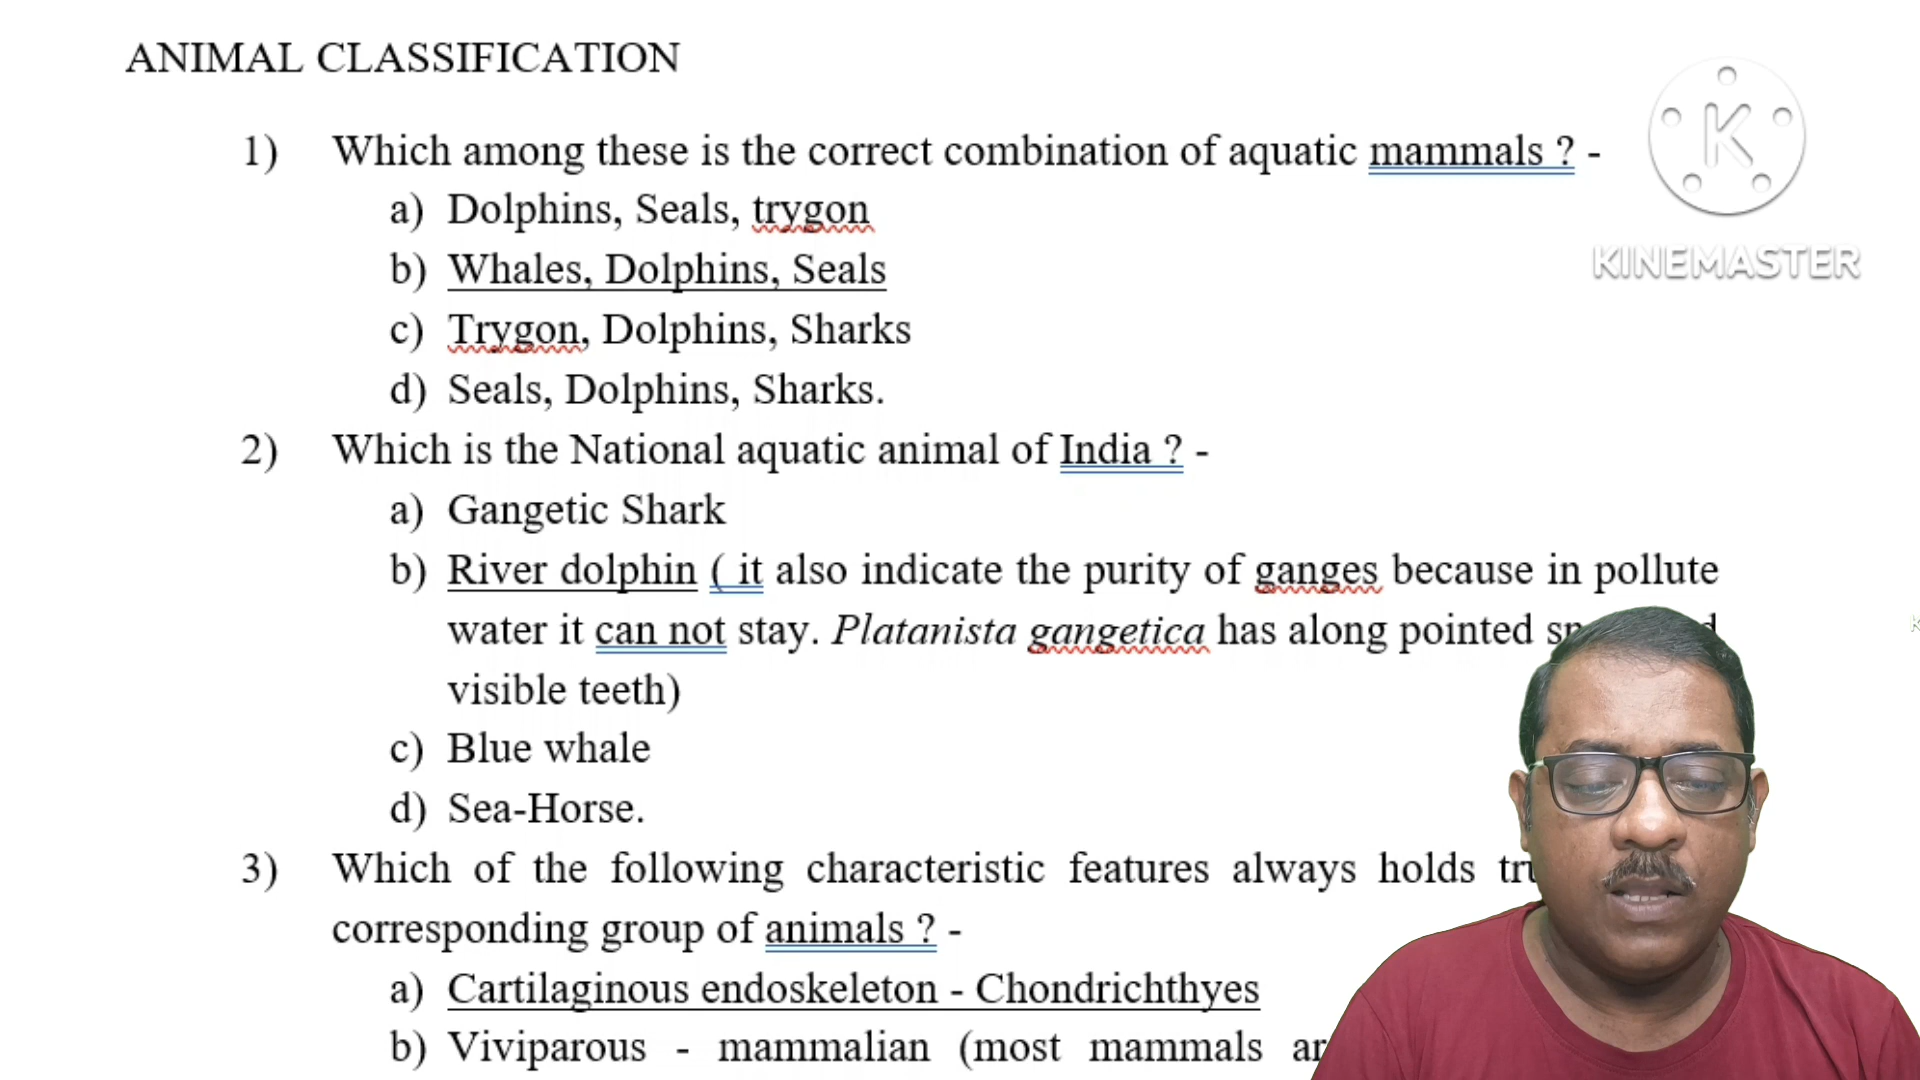 ANIMAL CLASSIFICATION
1) Which among these is the correct combination of aquatic mammals ? -
a) Dolphins, Seals, trygon
b) Whales, Dolphins, Seals
c) Trygon, Dolphins, Sharks
d) Seals, Dolphins, Sharks.
2) Which is the National aquatic animal of India ? -
a) Gangetic Shark
b) River dolphin ( it also indicate the purity of ganges because in pollute
water it can not stay. Platanista gangetica has along pointed
visible teeth)
c) Blue whale
d) Sea-Horse.
3) Which of the following characteristic features always holds
corresponding group of animals ? -
a) Cartilaginous endoskeleton - Chondrichthyes
b) Viviparous - mammalian (most mammals
K
KINEMASTER